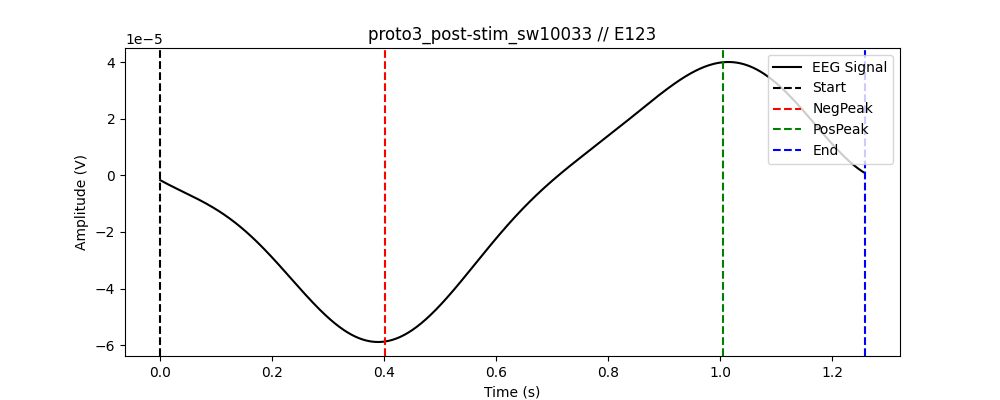 proto3_post-stim_sw10033 // E123
1e−5
4
2
0
−2
−4
−6
Amplitude (V)
0.0 0.2 0.4 0.6 0.8 1.0 1.2
Time (s)
EEG Signal
Start
NegPeak
PosPeak
End